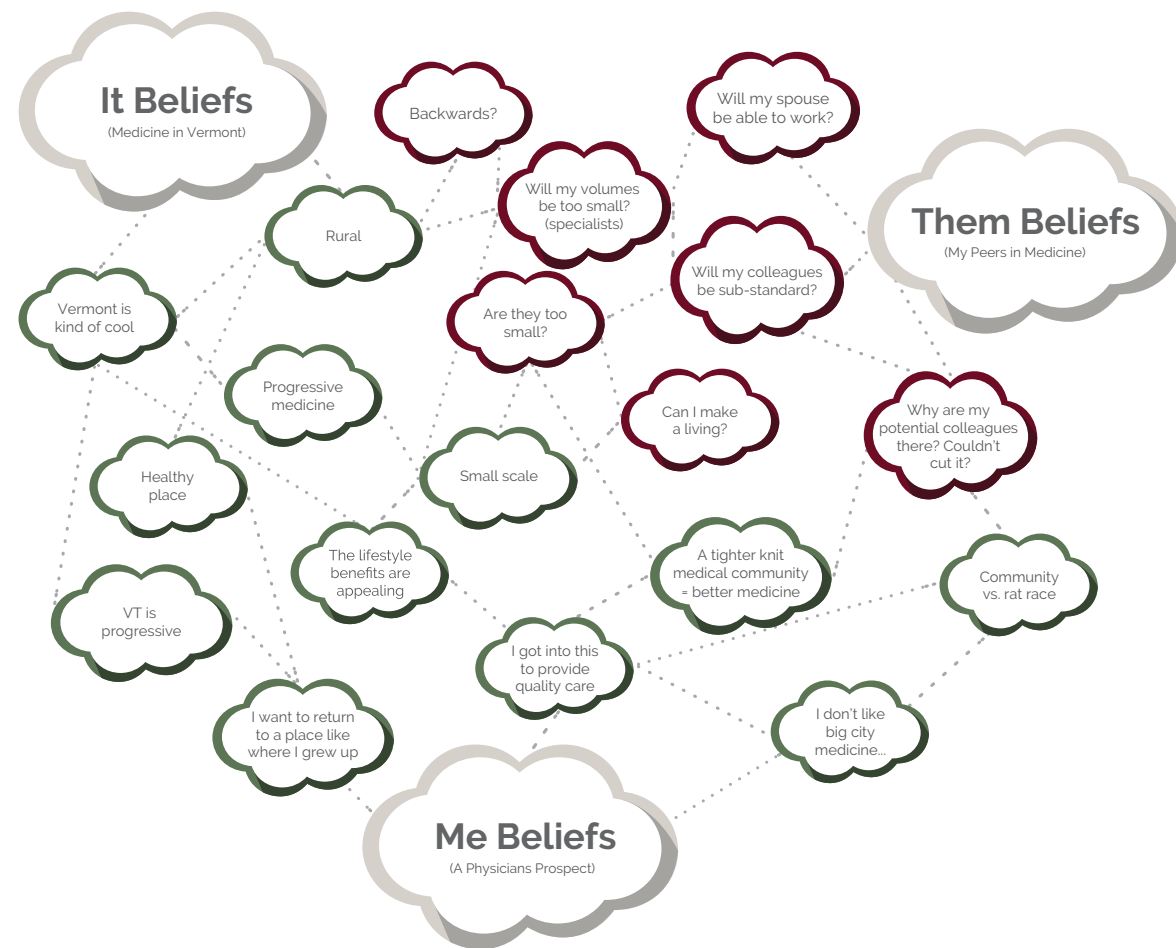 It Beliefs
(Medicine in Vermont)
Backwards?
Will my spouse
be able to work?
Will my volumes
be too small?
(specialists)
Rural
Them Beliefs
(My Peers in Medicine)
Will my colleagues
be sub-standard?
Vermont is
kind of cool
Are they too
small?
Progressive
medicine
Can I make
a living?
Why are my
potential colleagues
there? Couldn't
cut it?
Healthy
place
Small scale
The lifestyle
benefits are
appealing
A tighter knit
medical community
= better medicine
Community
vs. rat race
VT is
progressive
I got into this
to provide
quality care
I want to return
to a place like
where I grew up
I don't like
big city
medicine...
Me Beliefs
(A Physicians Prospect)